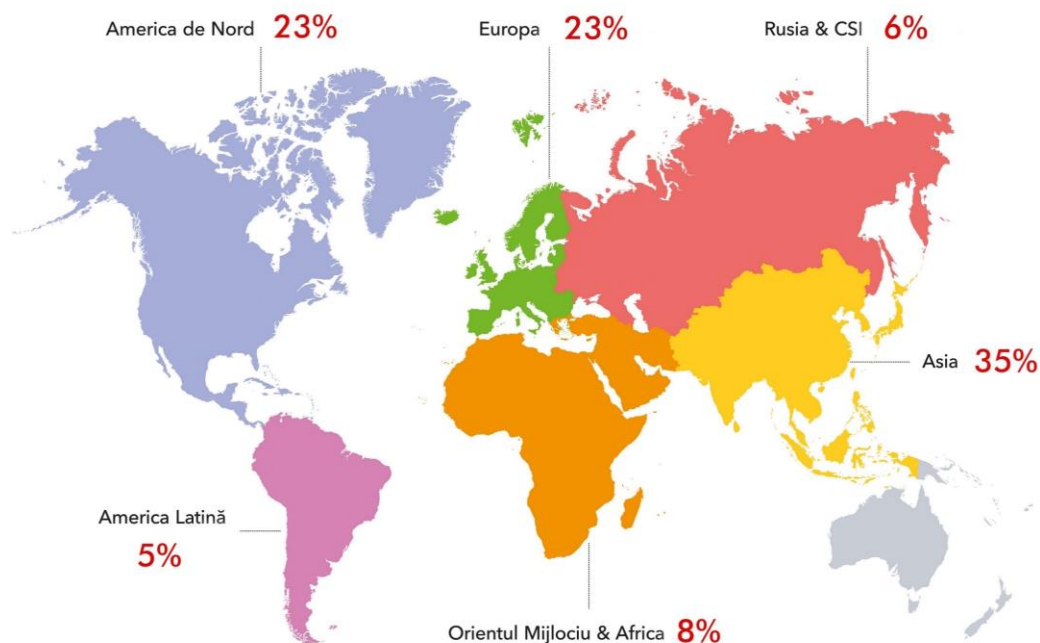 America de Nord 23%
Europa 23%
Rusia & CSI 6%
Asia 35%
America Latină
5%
Orientul Mijlociu & Africa 8%